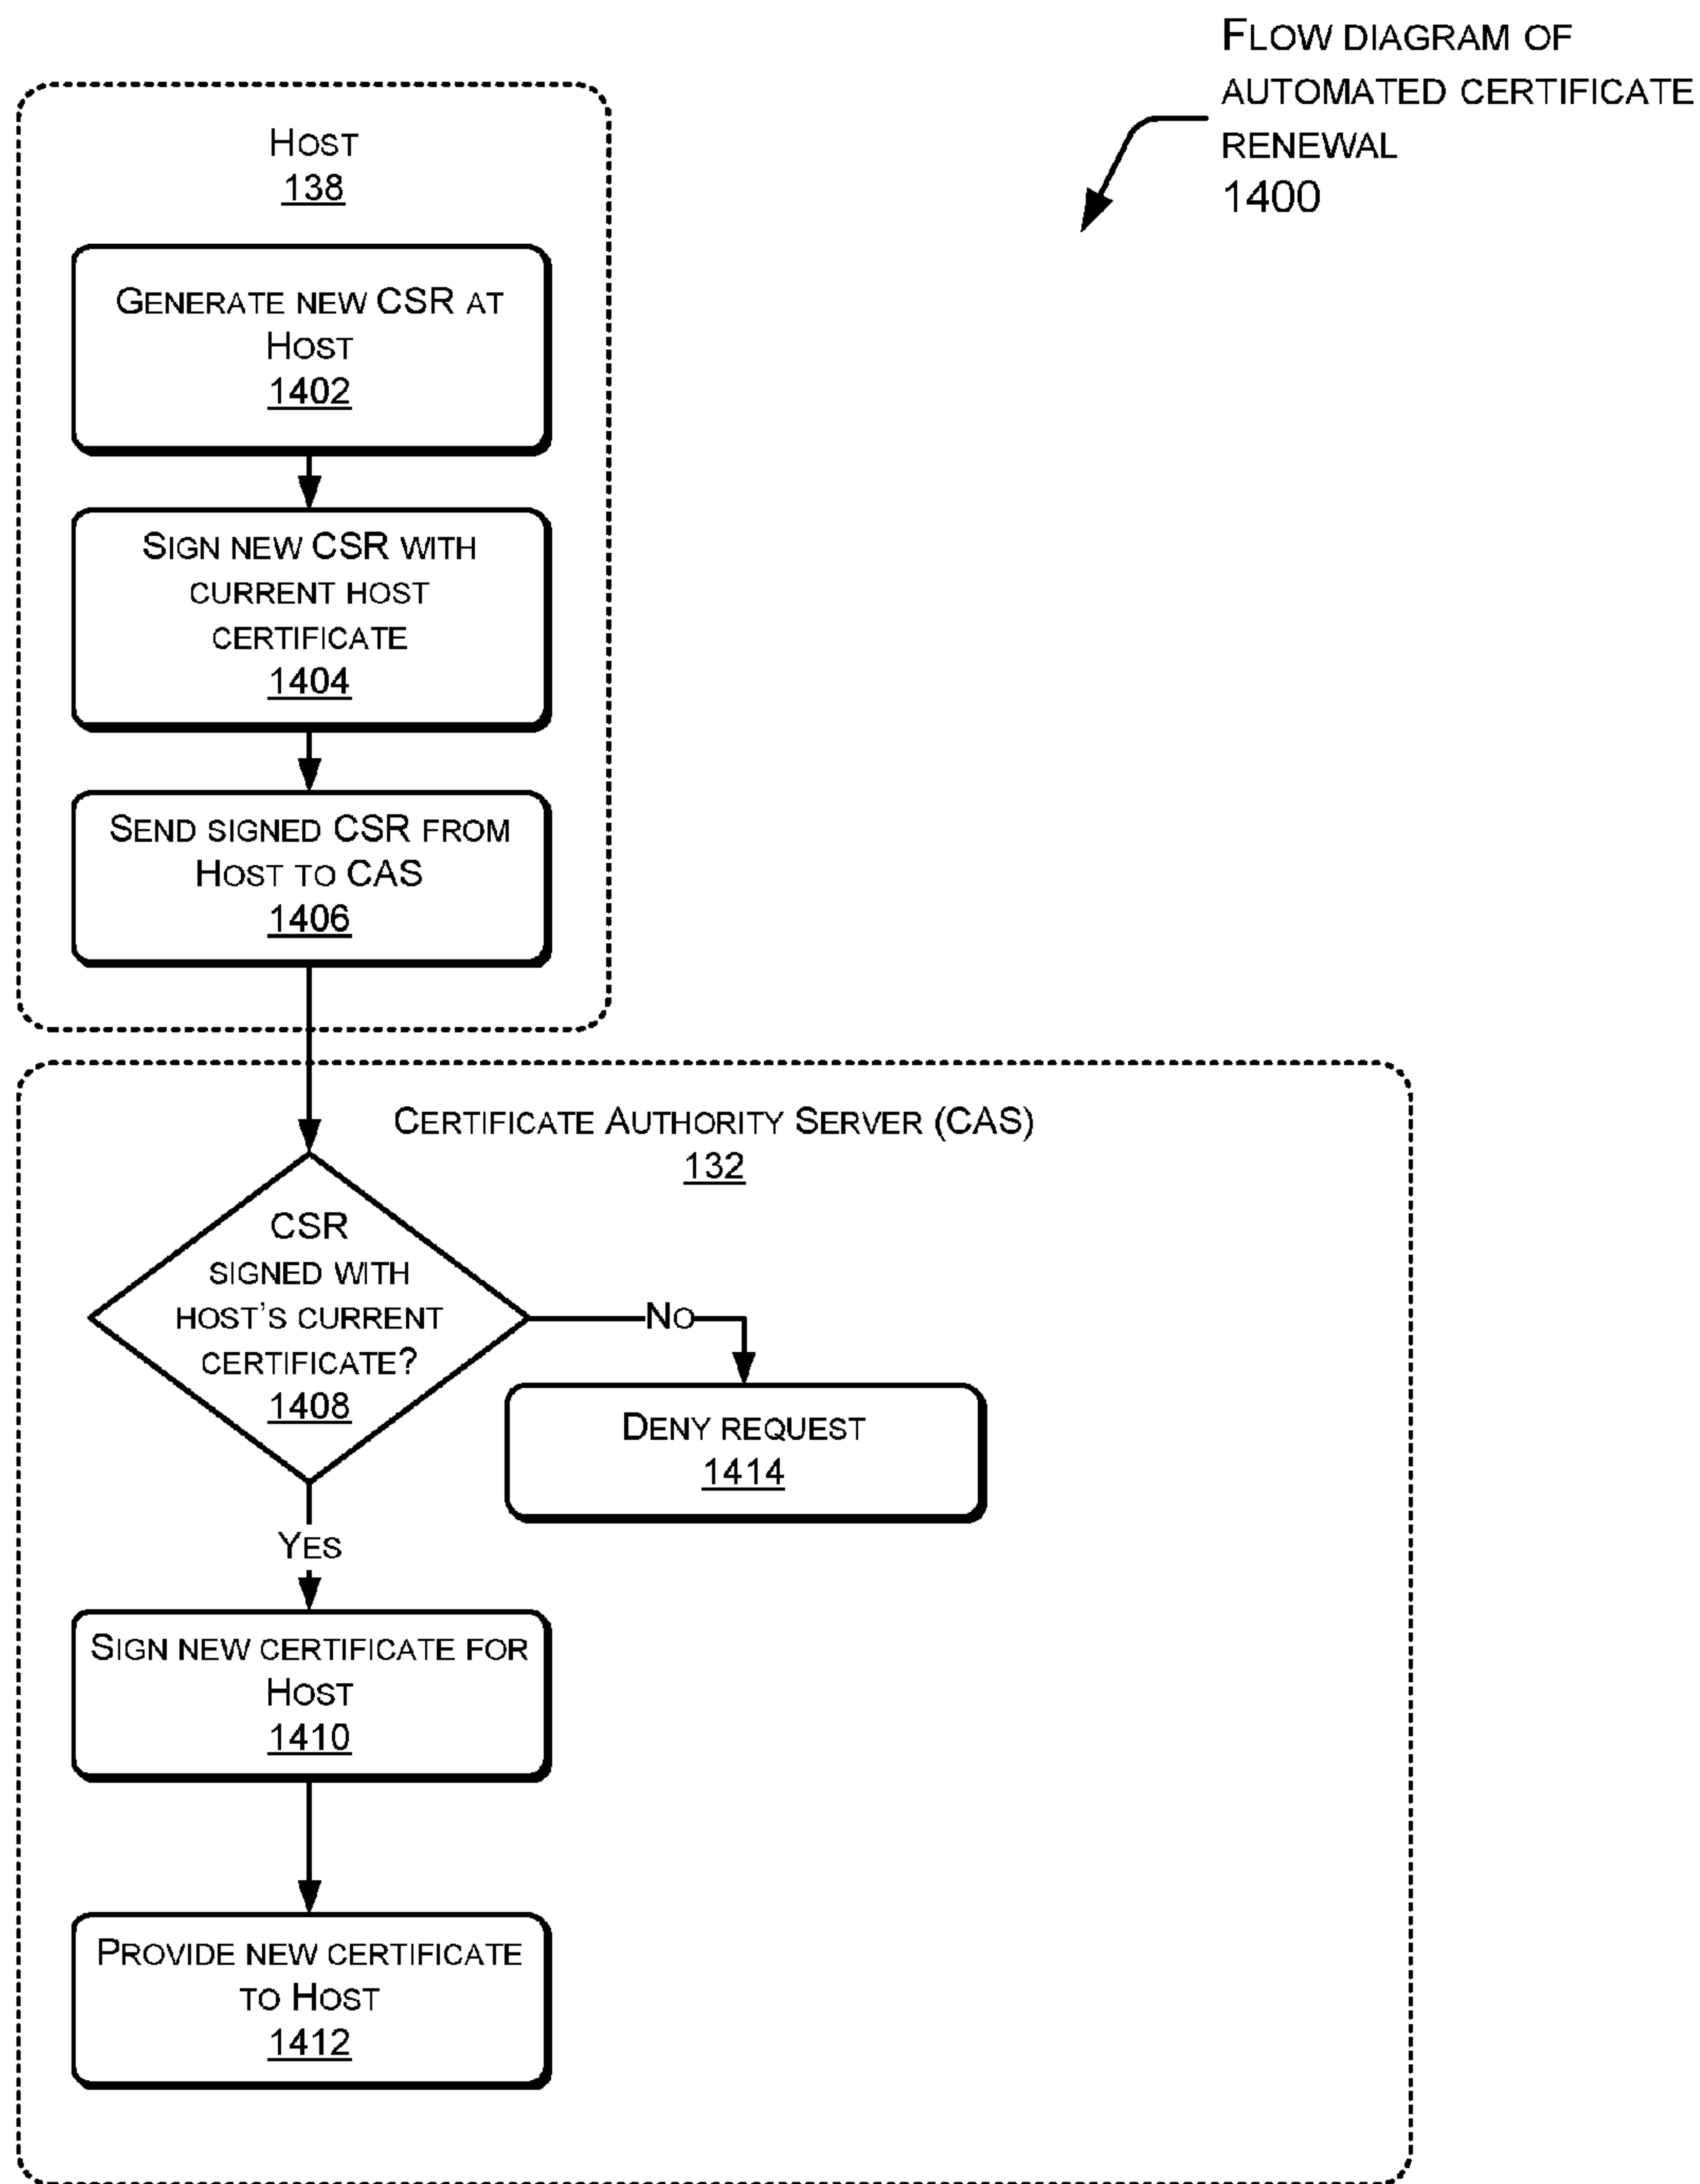 FLOW DIAGRAM OF
AUTOMATED CERTIFICATE
RENEWAL
1400
HOST
138
GENERATE NEW CSR AT
HOST
1402
SIGN NEW CSR WITH
CURRENT HOST
CERTIFICATE
1404
SEND SIGNED CSR FROM
HOST TO CAS
1406
CERTIFICATE AUTHORITY SERVER (CAS)
132
CSR
SIGNED WITH
HOST'S CURRENT
CERTIFICATE?
1408
NO
DENY REQUEST
1414
YES
SIGN NEW CERTIFICATE FOR
HOST
1410
PROVIDE NEW CERTIFICATE
TO HOST
1412